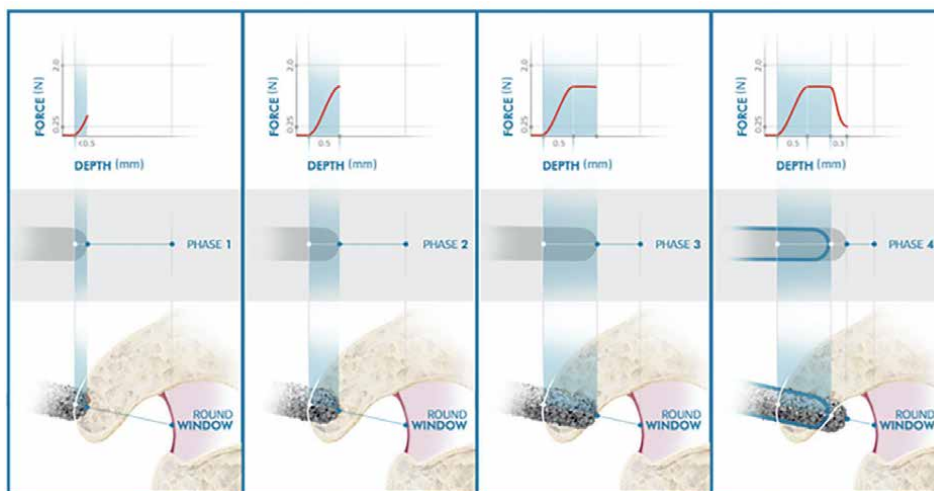 2.0
0.25
FORCE (N)
<0.5
DEPTH (mm)
PHASE 1
ROUND
WINDOW
2.0
0.25
FORCE (N)
0.5
DEPTH (mm)
PHASE 2
ROUND
WINDOW
2.0
0.25
FORCE (N)
0.5
DEPTH (mm)
PHASE 3
ROUND
WINDOW
2.0
0.25
FORCE (N)
0.5
0.3
DEPTH (mm)
PHASE 4
ROUND
WINDOW